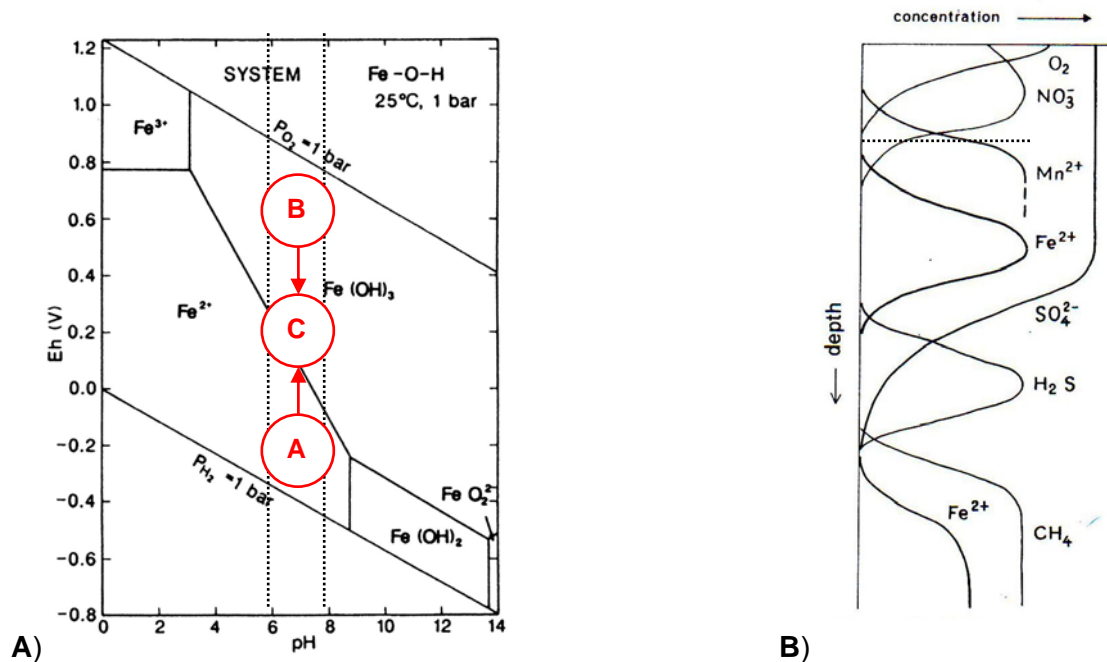 1.2
1.0
0.8
0.6
0.4
0.2
0.0
-0.2
-0.4
-0.6
-0.8
Eh (V)
0
2
4
6
8
10
12
14
pH
SYSTEM
Fe-O-H
25°C, 1 bar
Fe³⁺
P_O₂ = 1 bar
B
Fe²⁺
Fe (OH)₃
C
A
P_H₂ = 1 bar
Fe O₂²
Fe (OH)₂
A)
concentration
O₂
NO₃⁻
Mn²⁺
Fe²⁺
SO₄²⁻
depth
H₂ S
Fe²⁺
CH₄
B)